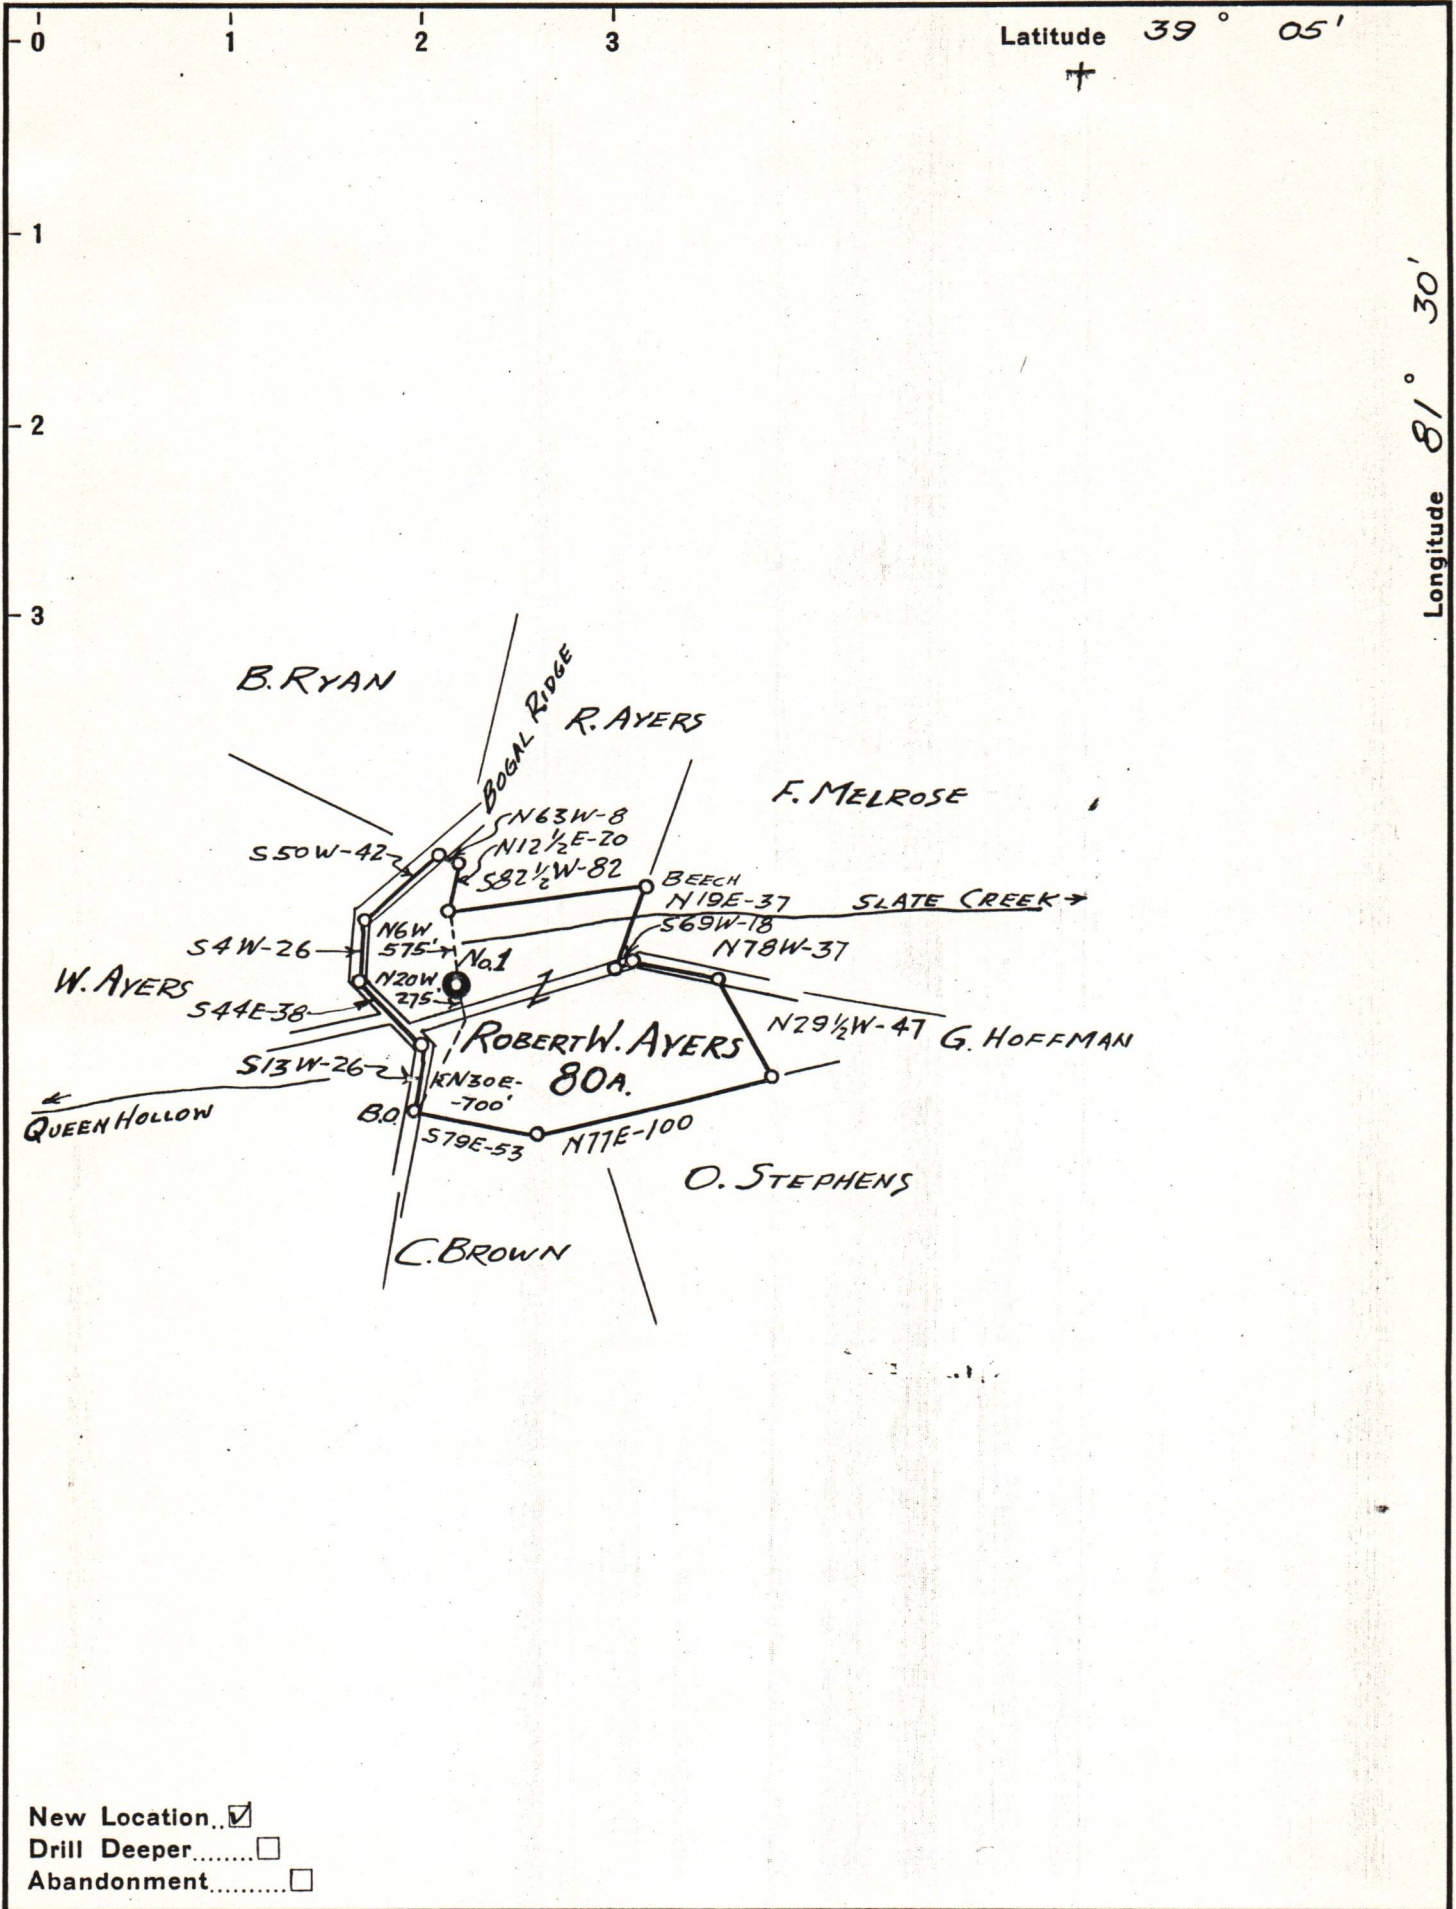 0 1 2 3 Latitude 39° 05'
1
Longitude 81° 30'
2
3
B. RYAN
BOGAL RIDGE
R. AYERS
F. MELROSE
N63W-8
N12½E-20
S50W-42
S82½W-82
BEECH
N19E-37
SLATE CREEK →
S69W-18
N6W
575'
N78W-37
S4W-26
No.1
W. AYERS
N20W
275'
S44E-38
N29½W-47
G. HOFFMAN
ROBERT W. AYERS
80A.
S13W-26
N30E-
-700'
B.O.
QUEEN HOLLOW
S79E-53
N77E-100
O. STEPHENS
C. BROWN
New Location..☑
Drill Deeper........☐
Abandonment..........☐